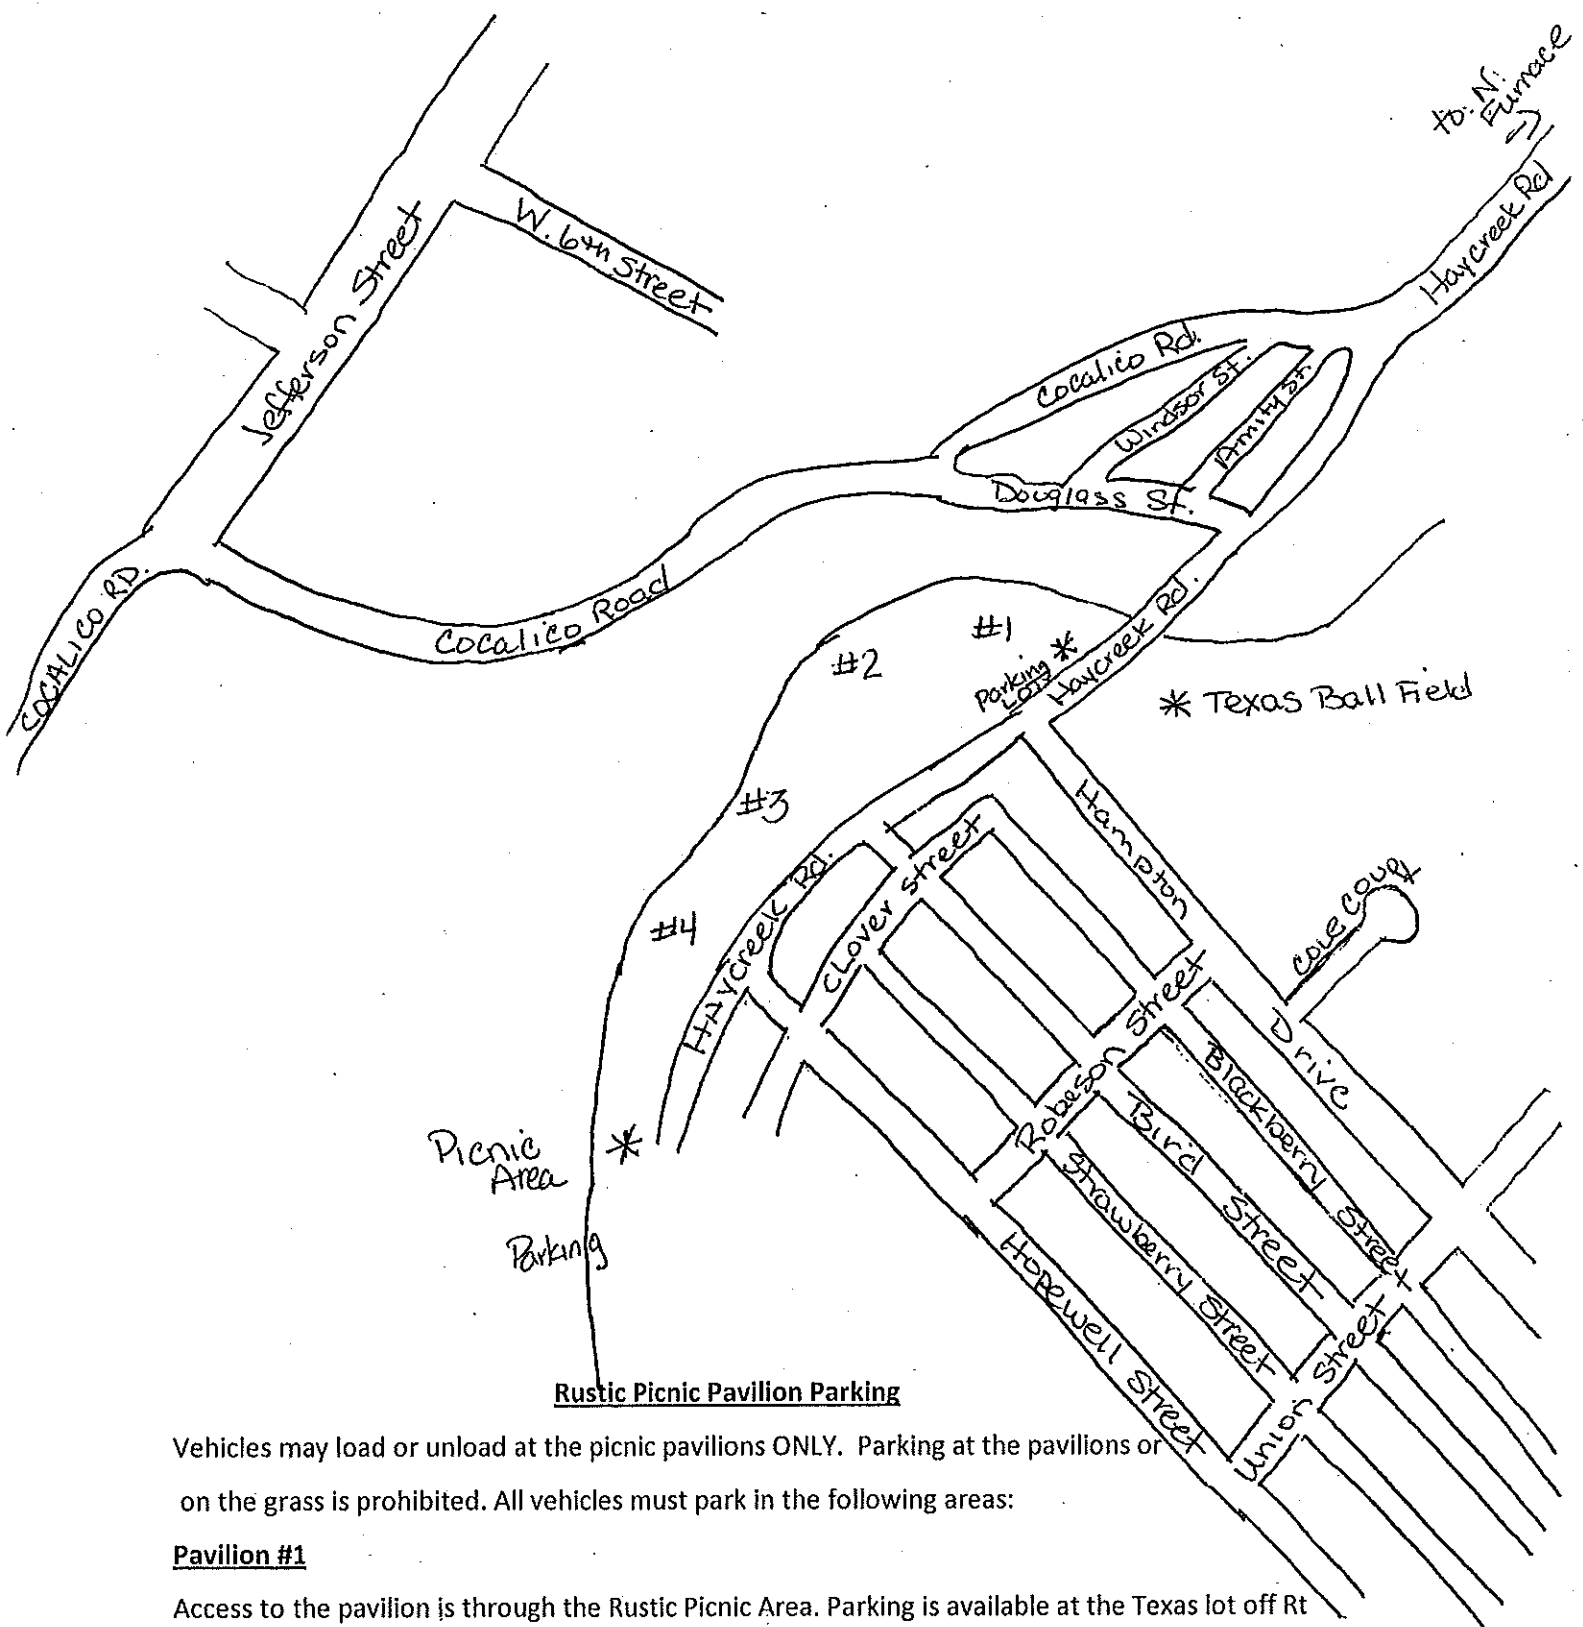 to: N.
Furnace
Haycreek Rd
W. 6th Street
Jefferson Street
Cocalico Rd.
Windsor St.
Amity St.
Douglass St.
COCALICO RD.
Cocalico Road
Haycreek Rd.
#1
#2
Parking
LOTS
* Texas Ball Field
#3
Hampton
Drive
Clover Street
Haycreek Rd.
#4
Cole Court
Robeson Street
Blackberry Street
Bird Street
Strawberry Street
Hopewell Street
Union Street
Picnic
Area
Parking
Rustic Picnic Pavilion Parking
Vehicles may load or unload at the picnic pavilions ONLY. Parking at the pavilions or
on the grass is prohibited. All vehicles must park in the following areas:
Pavilion #1
Access to the pavilion is through the Rustic Picnic Area. Parking is available at the Texas lot off Rt